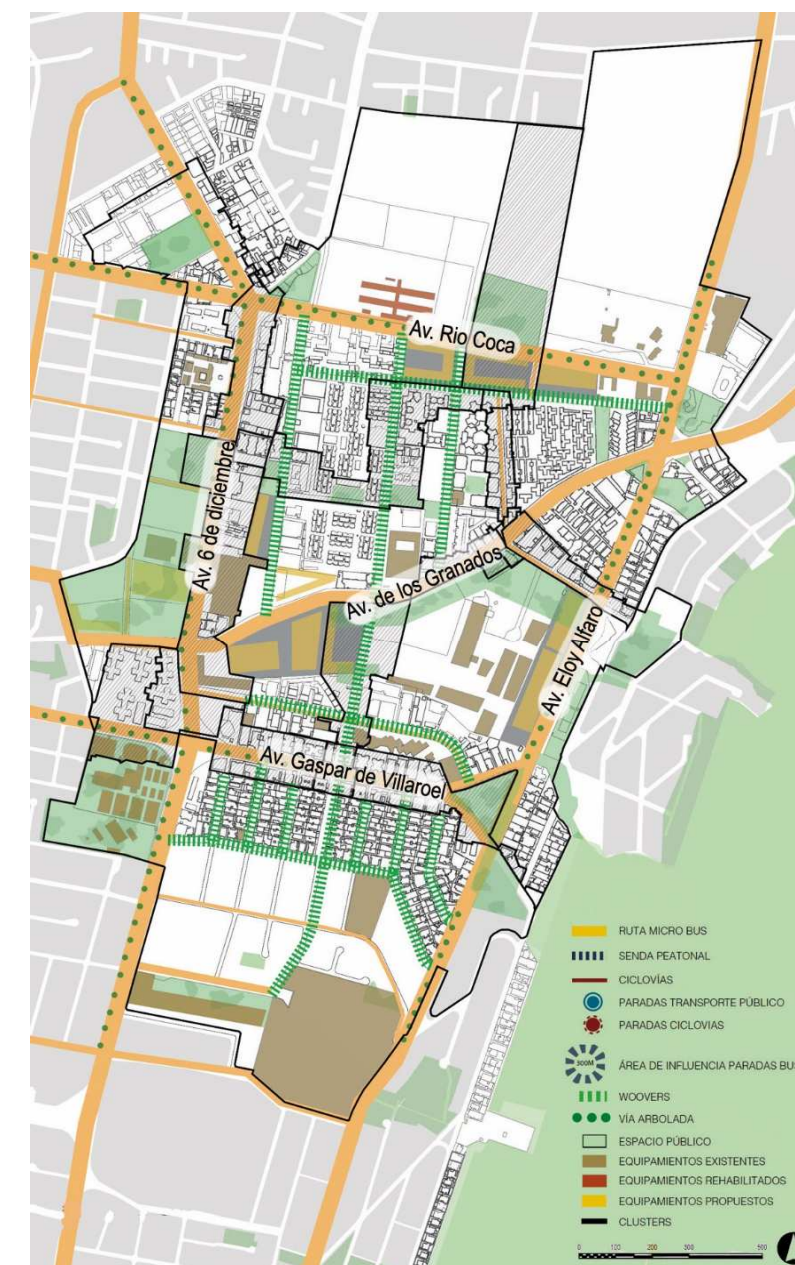 Av. Rio Coca
Av. 6 de diciembre
Av. de los Granados
Av. Eloy Alfaro
Av. Gaspar de Villaroel
RUTA MICRO BUS
SENDA PEATONAL
CICLOVÍAS
PARADAS TRANSPORTE PÚBLICO
PARADAS CICLOVIAS
300M
ÁREA DE INFLUENCIA PARADAS BU
WOOVERS
VÍA ARBOLADA
ESPACIO PÚBLICO
EQUIPAMIENTOS EXISTENTES
EQUIPAMIENTOS REHABILITADOS
EQUIPAMIENTOS PROPUESTOS
CLUSTERS
0 100 200 300 500